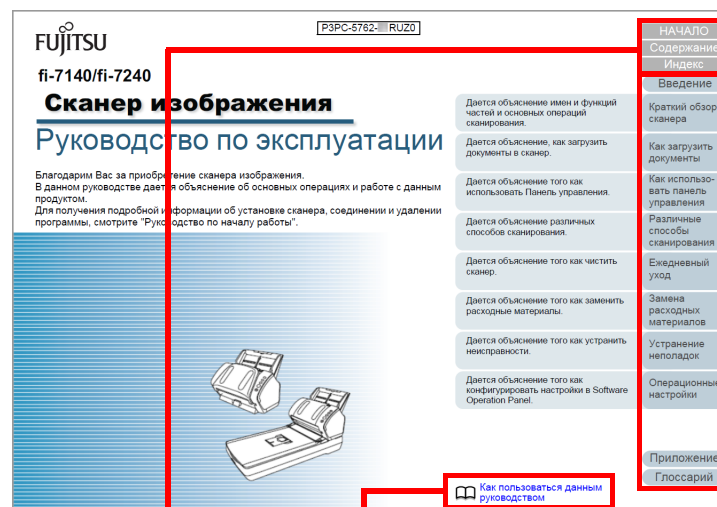 P3PC-5762- RUZ0
FUJITSU
fi-7140/fi-7240
Сканер изображения
Руководство по эксплуатации
Благодарим Вас за приобретение сканера изображения.
В данном руководстве дается объяснение об основных операциях и работе с данным
продуктом.
Для получения подробной информации об установке сканера, соединении и удалении
программы, смотрите "Руководство по началу работы".
НАЧАЛО
Содержание
Индекс
Введение
Дается объяснение имен и функций
частей и основных операций
сканирования.
Краткий обзор
сканера
Дается объяснение, как загрузить
документы в сканер.
Как загрузить
документы
Дается объяснение того как
использовать Панель управления.
Как использо-
вать панель
управления
Дается объяснение различных
способов сканирования.
Различные
способы
сканирования
Дается объяснение того как чистить
сканер.
Ежедневный
уход
Дается объяснение того как заменить
расходные материалы.
Замена
расходных
материалов
Дается объяснение того как устранить
неисправности.
Устранение
неполадок
Дается объяснение того как
конфигурировать настройки в Software
Operation Panel.
Операционные
настройки
Приложение
Глоссарий
Как пользоваться данным
руководством